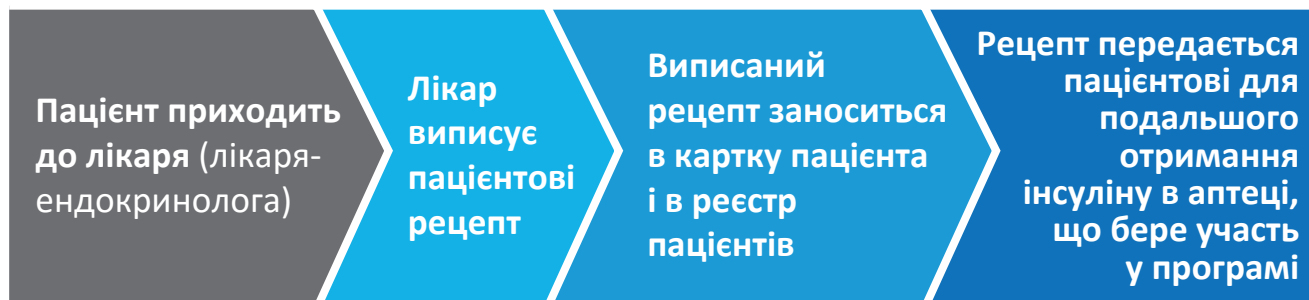 Пацієнт приходить
до лікаря (лікаря-
ендокринолога)
Лікар
виписує
пацієнтові
рецепт
Виписаний
рецепт заноситься
в картку пацієнта
і в реєстр
пацієнтів
Рецепт передається
пацієнтові для
подальшого
отримання
інсуліну в аптеці,
що бере участь
у програмі